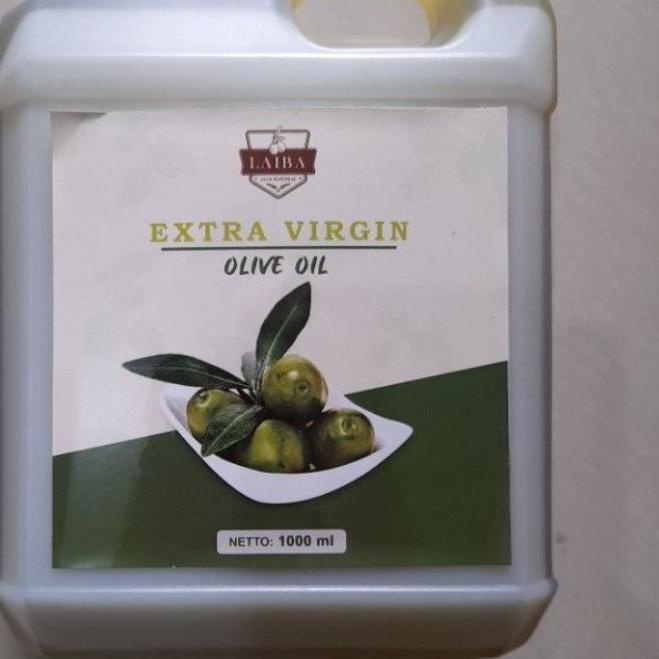 LAIBA
EXTRA VIRGIN
OLIVE OIL
NETTO: 1000 ml